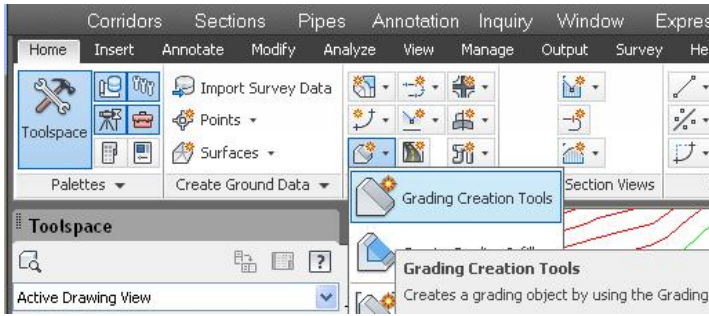 Corridors Sections Pipes Annotation Inquiry Window Expres
Home Insert Annotate Modify Analyze View Manage Output Survey He
Toolspace
Import Survey Data
Points
Surfaces
Palettes Create Ground Data Section Views
Grading Creation Tools
Toolspace
?
Grading Creation Tools
Creates a grading object by using the Grading
Active Drawing View